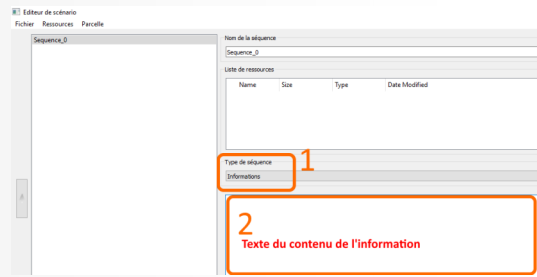 Editeur de scénario
Fichier Ressources Parcelle
Sequence_0
Nom de la séquence
Sequence_0
Liste de ressources
Name Size Type Date Modified
Type de séquence
1
Informations
2
Texte du contenu de l'information